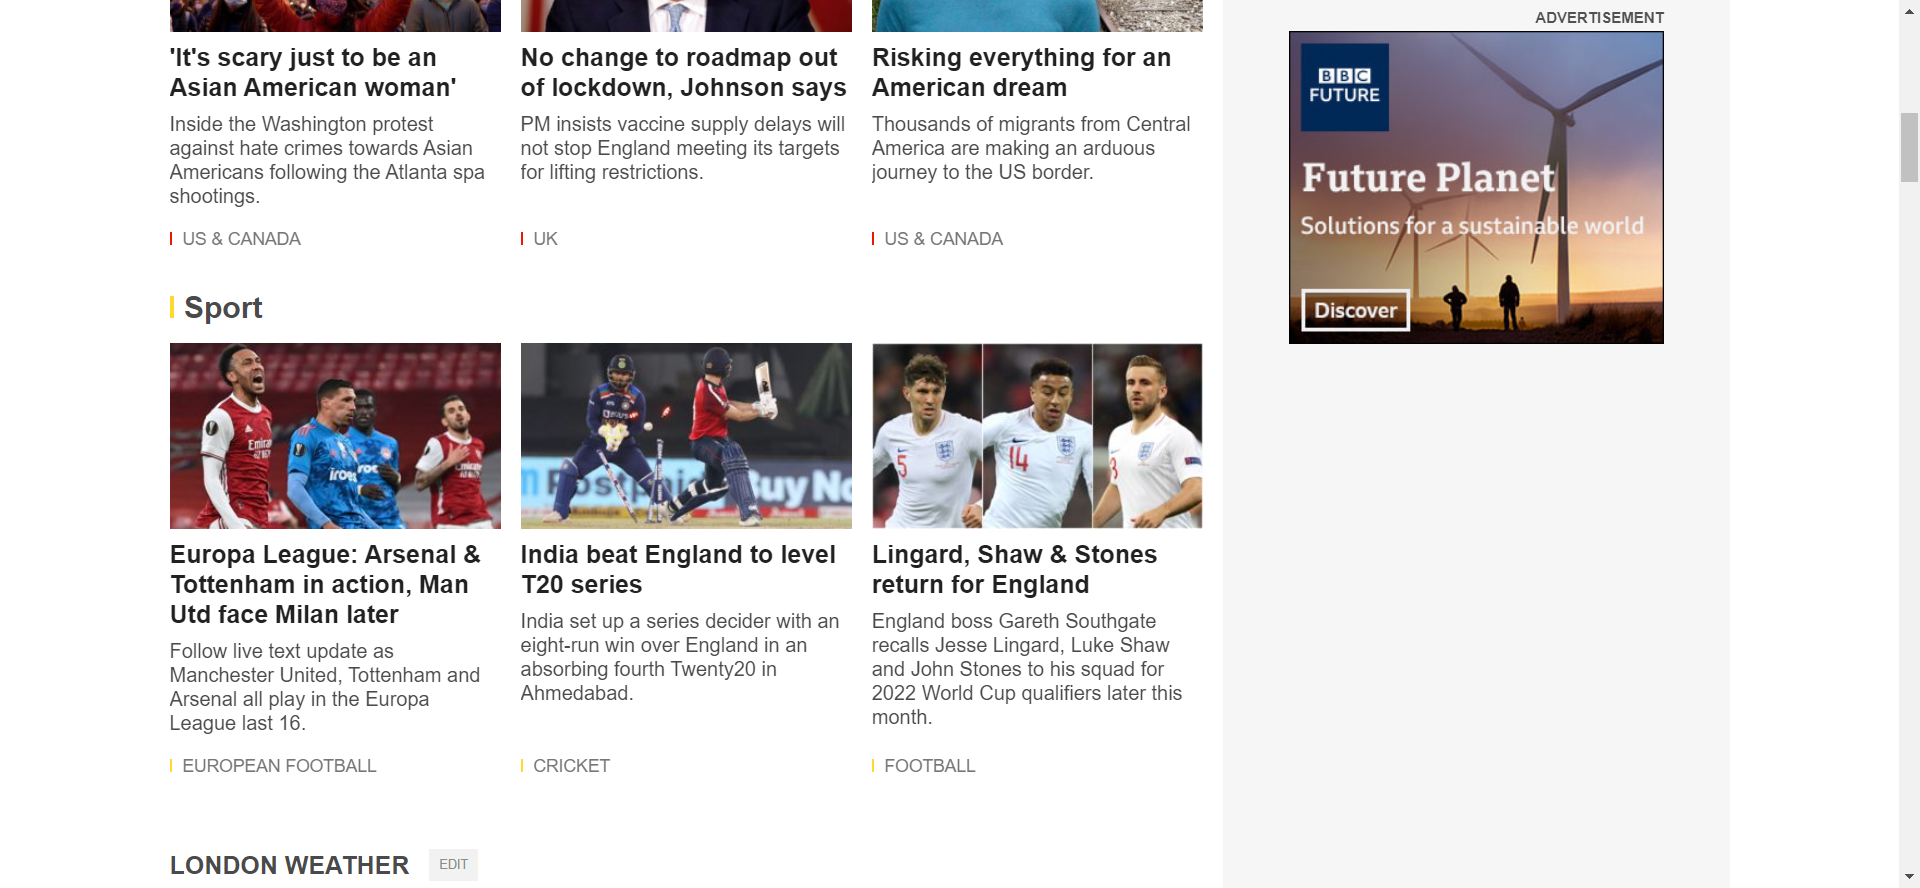 'It's scary just to be an
Asian American woman'
Inside the Washington protest
against hate crimes towards Asian
Americans following the Atlanta spa
shootings.
US & CANADA
No change to roadmap out
of lockdown, Johnson says
PM insists vaccine supply delays will
not stop England meeting its targets
for lifting restrictions.
UK
Risking everything for an
American dream
Thousands of migrants from Central
America are making an arduous
journey to the US border.
US & CANADA
ADVERTISEMENT
BBC
FUTURE
Future Planet
Solutions for a sustainable world
Discover
Sport
Europa League: Arsenal &
Tottenham in action, Man
Utd face Milan later
Follow live text update as
Manchester United, Tottenham and
Arsenal all play in the Europa
League last 16.
EUROPEAN FOOTBALL
Buy No
India beat England to level
T20 series
India set up a series decider with an
eight-run win over England in an
absorbing fourth Twenty20 in
Ahmedabad.
CRICKET
5
14
3
Lingard, Shaw & Stones
return for England
England boss Gareth Southgate
recalls Jesse Lingard, Luke Shaw
and John Stones to his squad for
2022 World Cup qualifiers later this
month.
FOOTBALL
LONDON WEATHER
EDIT